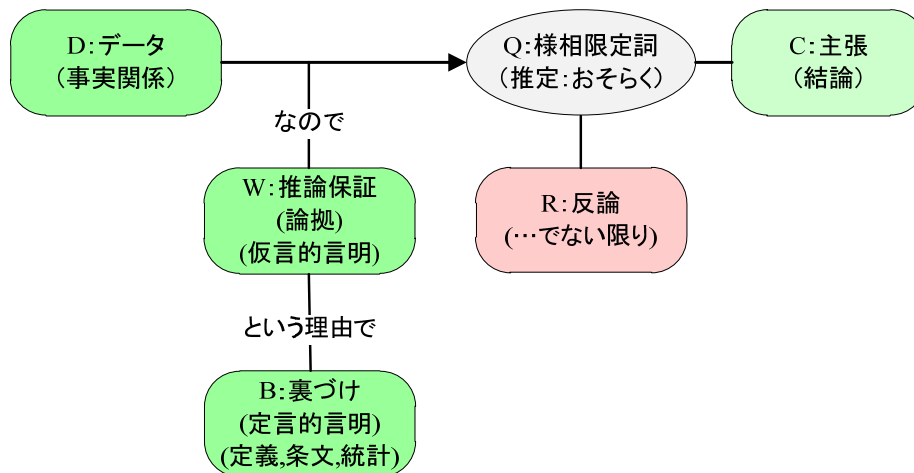 D:データ
(事実関係)
Q:様相限定詞
(推定:おそらく)
C:主張
(結論)
なので
W:推論保証
(論拠)
(仮言的言明)
R:反論
(…でない限り)
という理由で
B:裏づけ
(定言的言明)
(定義,条文,統計)